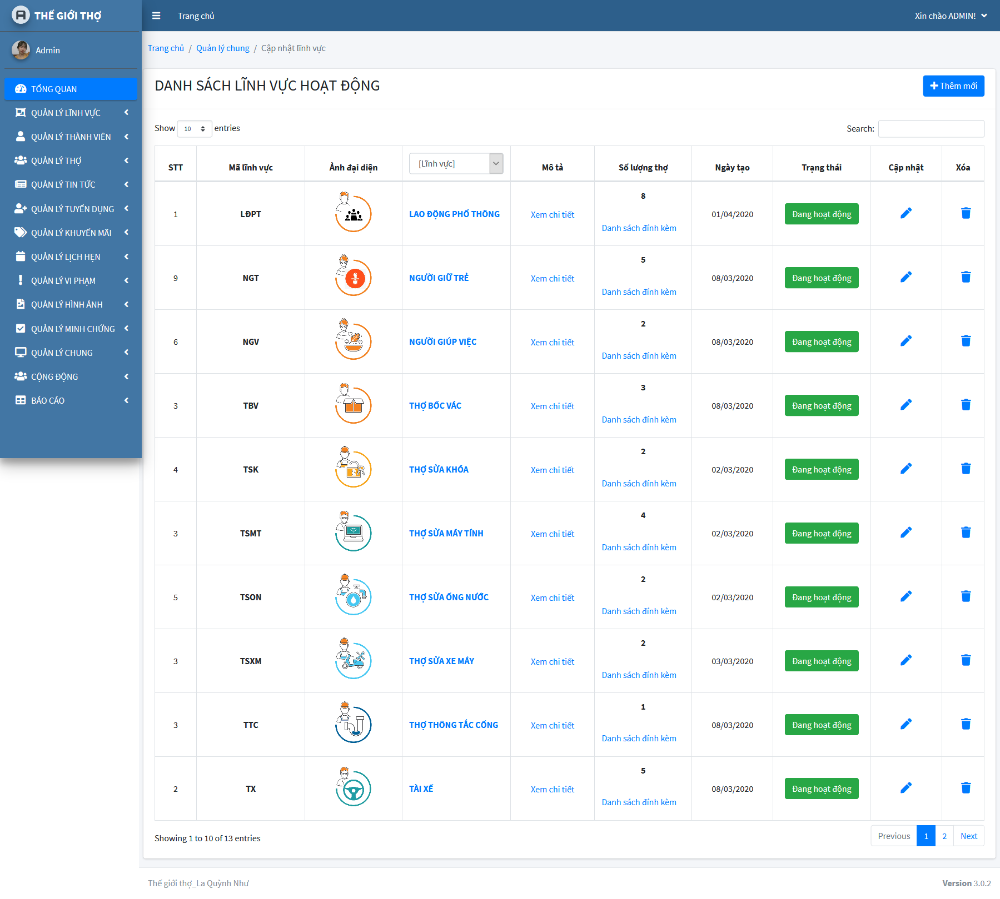 THẾ GIỚI THỢ
Trang chủ
Xin chào ADMIN!
Admin
Trang chủ / Quản lý chung / Cập nhật lĩnh vực
TỔNG QUAN
QUẢN LÝ LĨNH VỰC
QUẢN LÝ THÀNH VIÊN
QUẢN LÝ THỢ
QUẢN LÝ TIN TỨC
QUẢN LÝ TUYỂN DỤNG
QUẢN LÝ KHUYẾN MÃI
QUẢN LÝ LỊCH HẸN
QUẢN LÝ VI PHẠM
QUẢN LÝ HÌNH ẢNH
QUẢN LÝ MINH CHỨNG
QUẢN LÝ CHUNG
CỘNG ĐỘNG
BÁO CÁO
DANH SÁCH LĨNH VỰC HOẠT ĐỘNG
Thêm mới
Show 10 entries
Search:
STT Mã lĩnh vực Ảnh đại diện [Lĩnh vực] Mô tả Số lượng thợ Ngày tạo Trạng thái Cập nhật Xóa
8
1 LĐPT LAO ĐỘNG PHỔ THÔNG Xem chi tiết 01/04/2020 Đang hoạt động
Danh sách đính kèm
5
9 NGT NGƯỜI GIỮ TRẺ Xem chi tiết 08/03/2020 Đang hoạt động
Danh sách đính kèm
2
6 NGV NGƯỜI GIÚP VIỆC Xem chi tiết 08/03/2020 Đang hoạt động
Danh sách đính kèm
3
3 TBV THỢ BỐC VÁC Xem chi tiết 08/03/2020 Đang hoạt động
Danh sách đính kèm
2
4 TSK THỢ SỬA KHÓA Xem chi tiết 02/03/2020 Đang hoạt động
Danh sách đính kèm
4
3 TSMT THỢ SỬA MÁY TÍNH Xem chi tiết 02/03/2020 Đang hoạt động
Danh sách đính kèm
2
5 TSON THỢ SỬA ỐNG NƯỚC Xem chi tiết 02/03/2020 Đang hoạt động
Danh sách đính kèm
2
3 TSXM THỢ SỬA XE MÁY Xem chi tiết 03/03/2020 Đang hoạt động
Danh sách đính kèm
1
3 TTC THỢ THÔNG TẮC CỐNG Xem chi tiết 08/03/2020 Đang hoạt động
Danh sách đính kèm
5
2 TX TÀI XẾ Xem chi tiết 08/03/2020 Đang hoạt động
Danh sách đính kèm
Showing 1 to 10 of 13 entries
Previous 1 2 Next
Thế giới thợ_La Quỳnh Như
Version 3.0.2